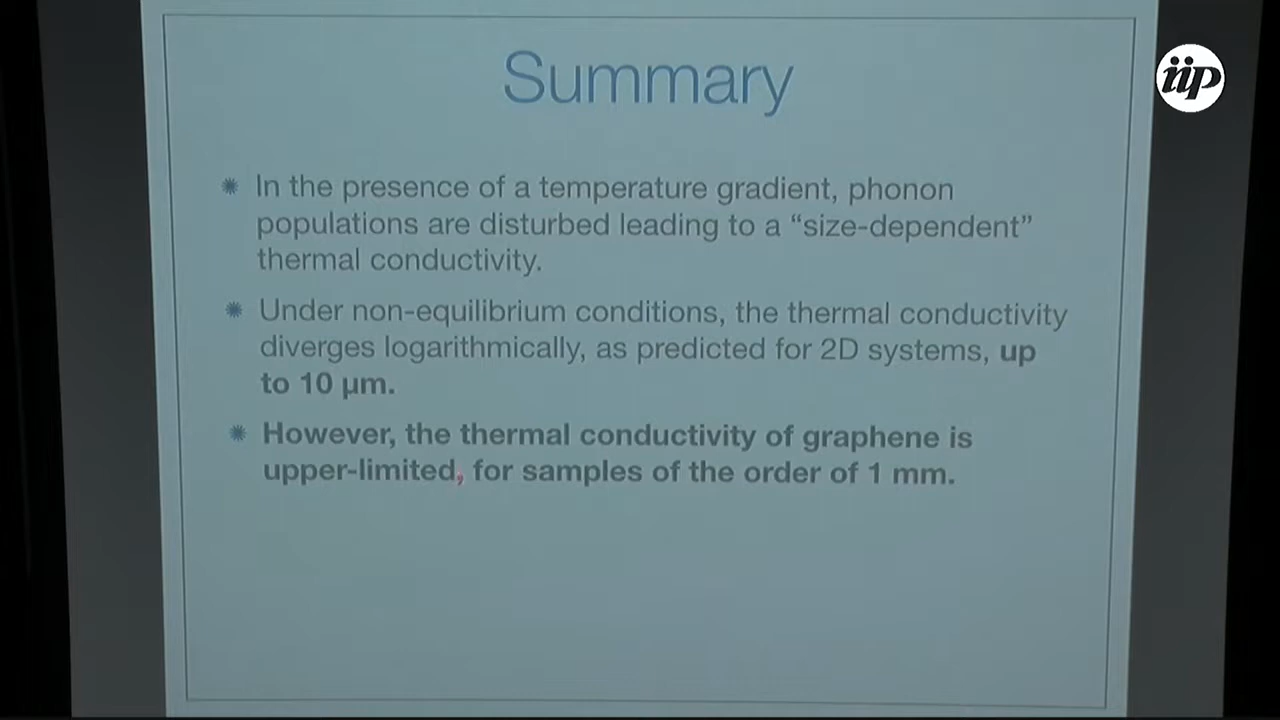 iip
Summary
In the presence of a temperature gradient, phonon
populations are disturbed leading to a “size-dependent”
thermal conductivity.
Under non-equilibrium conditions, the thermal conductivity
diverges logarithmically, as predicted for 2D systems, up
to 10 μm.
However, the thermal conductivity of graphene is
upper-limited, for samples of the order of 1 mm.